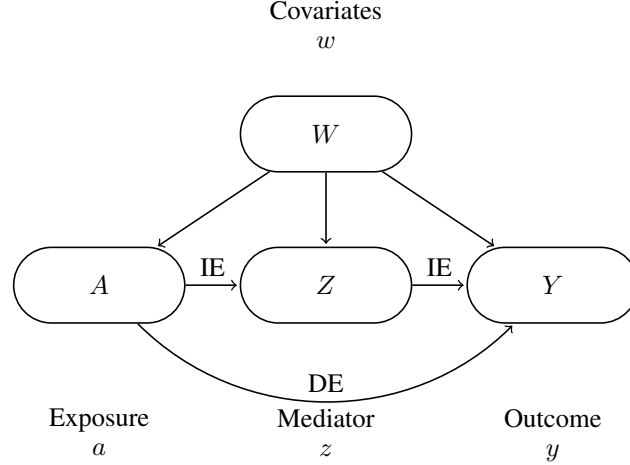 Covariates
w
W
A
IE
Z
IE
Y
DE
Exposure
a
Mediator
z
Outcome
y